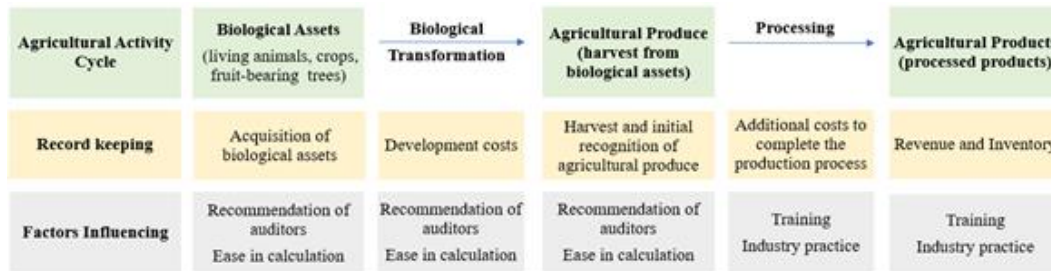 Agricultural Activity
Cycle
Biological Assets
(living animals, crops,
fruit-bearing trees)
Biological
Transformation
Agricultural Produce
(harvest from
biological assets)
Processing
Agricultural Product
(processed products)
Record keeping
Acquisition of
biological assets
Development costs
Harvest and initial
recognition of
agricultural produce
Additional costs to
complete the
production process
Revenue and Inventory
Factors Influencing
Recommendation of
auditors
Ease in calculation
Recommendation of
auditors
Ease in calculation
Recommendation of
auditors
Ease in calculation
Training
Industry practice
Training
Industry practice